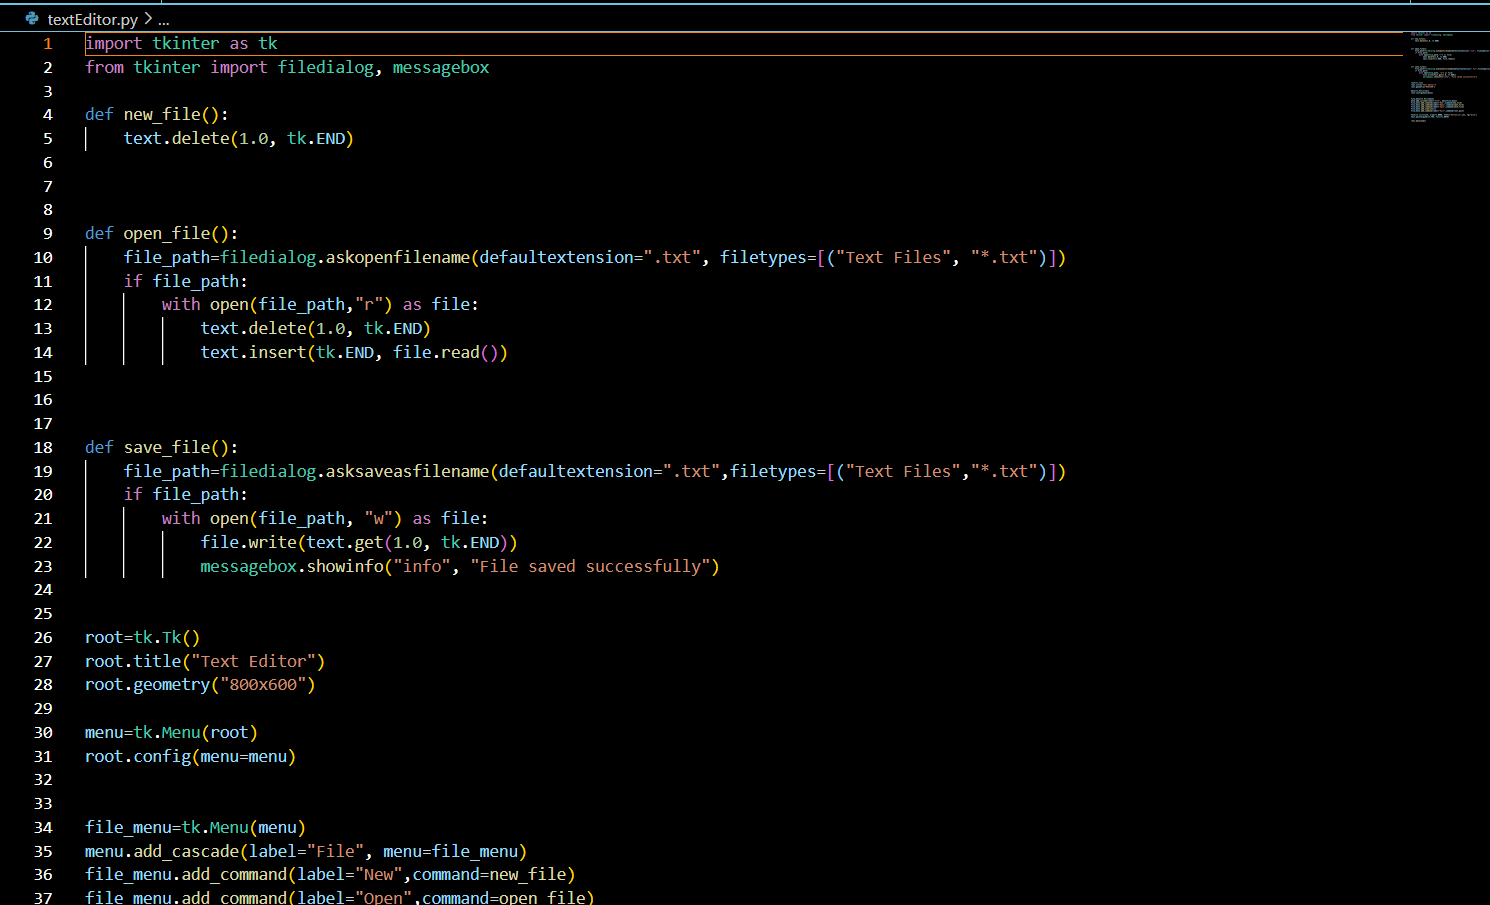 textEditor.py > ...
1 import tkinter as tk
2 from tkinter import filedialog, messagebox
3
4 def new_file():
5     text.delete(1.0, tk.END)
6
7
8
9 def open_file():
10     file_path=filedialog.askopenfilename(defaultextension=".txt", filetypes=[("Text Files", "*.txt")])
11     if file_path:
12         with open(file_path,"r") as file:
13             text.delete(1.0, tk.END)
14             text.insert(tk.END, file.read())
15
16
17
18 def save_file():
19     file_path=filedialog.asksaveasfilename(defaultextension=".txt",filetypes=[("Text Files","*.txt")])
20     if file_path:
21         with open(file_path, "w") as file:
22             file.write(text.get(1.0, tk.END))
23             messagebox.showinfo("info", "File saved successfully")
24
25
26 root=tk.Tk()
27 root.title("Text Editor")
28 root.geometry("800x600")
29
30 menu=tk.Menu(root)
31 root.config(menu=menu)
32
33
34 file_menu=tk.Menu(menu)
35 menu.add_cascade(label="File", menu=file_menu)
36 file_menu.add_command(label="New",command=new_file)
37 file_menu.add_command(label="Open",command=open_file)